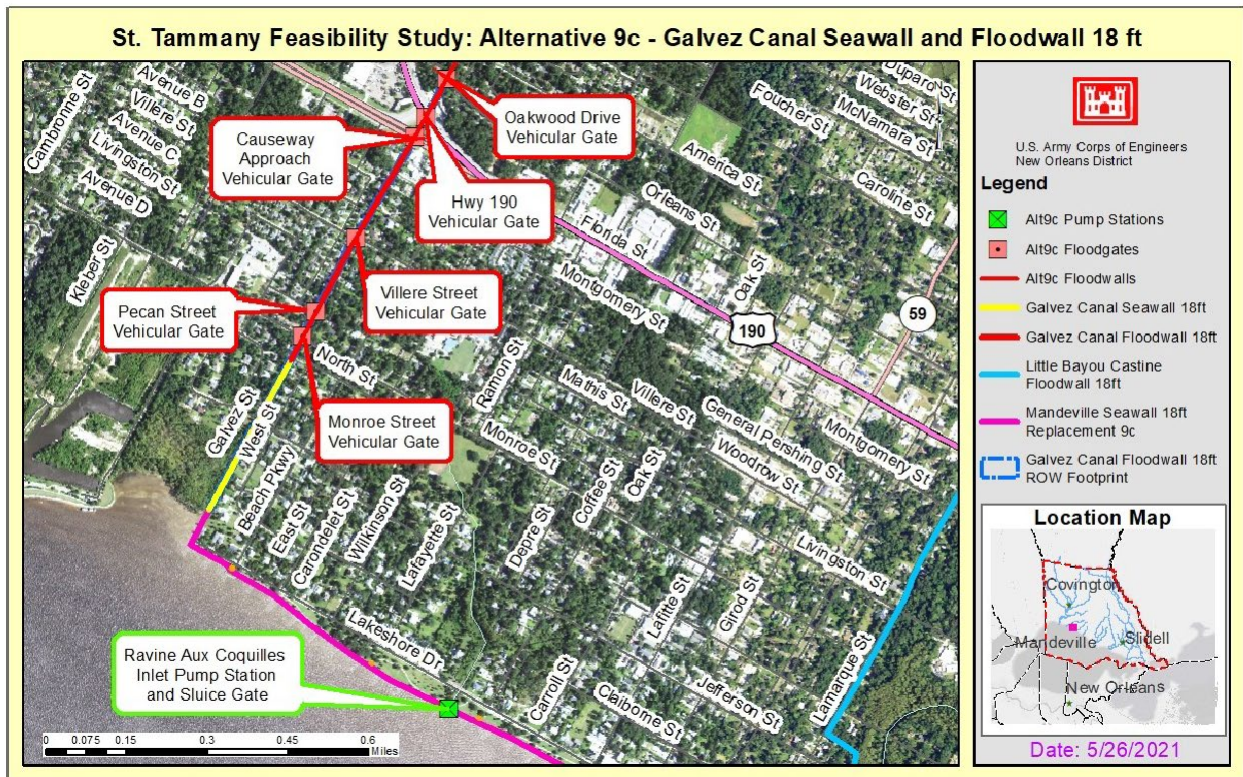 St. Tammany Feasibility Study: Alternative 9c - Galvez Canal Seawall and Floodwall 18 ft
Cambronne St
Avenue B
Villere St
Avenue C
Livingston St
Avenue D
Kleber St
Causeway
Approach
Vehicular Gate
Oakwood Drive
Vehicular Gate
Hwy 190
Vehicular Gate
Villere Street
Vehicular Gate
Pecan Street
Vehicular Gate
Monroe Street
Vehicular Gate
Dupard St
Webster St
McNamara St
Foucher St
America St
Caroline St
Orleans St
Florida St
Montgomery St
Oak St
190
59
North St
Ramon St
Mathis St
Villere St
General Pershing St
Montgomery St
Woodrow St
Monroe St
Galvez St
West St
Beach Pkwy
East St
Carondelet St
Wilkinson St
Lafayette St
Depre St
Coffee St
Oak St
Livingston St
Lafitte St
Girod St
Lamarque St
Lakeshore Dr
Carroll St
Claiborne St
Jefferson St
Ravine Aux Coquilles
Inlet Pump Station
and Sluice Gate
0 0.075 0.15 0.3 0.45 0.6
Miles
U.S. Army Corps of Engineers
New Orleans District
Legend
Alt9c Pump Stations
Alt9c Floodgates
Alt9c Floodwalls
Galvez Canal Seawall 18ft
Galvez Canal Floodwall 18ft
Little Bayou Castine
Floodwall 18ft
Mandeville Seawall 18ft
Replacement 9c
Galvez Canal Floodwall 18ft
ROW Footprint
Location Map
Covington
Mandeville
Slidell
New Orleans
Date: 5/26/2021